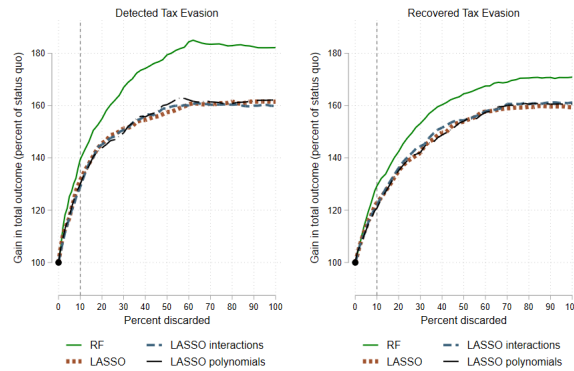 Detected Tax Evasion
Gain in total outcome (percent of status quo)
180
160
140
120
100
0 10 20 30 40 50 60 70 80 90 100
Percent discarded
RF
LASSO interactions
LASSO
LASSO polynomials
Recovered Tax Evasion
Gain in total outcome (percent of status quo)
180
160
140
120
100
0 10 20 30 40 50 60 70 80 90 100
Percent discarded
RF
LASSO interactions
LASSO
LASSO polynomials